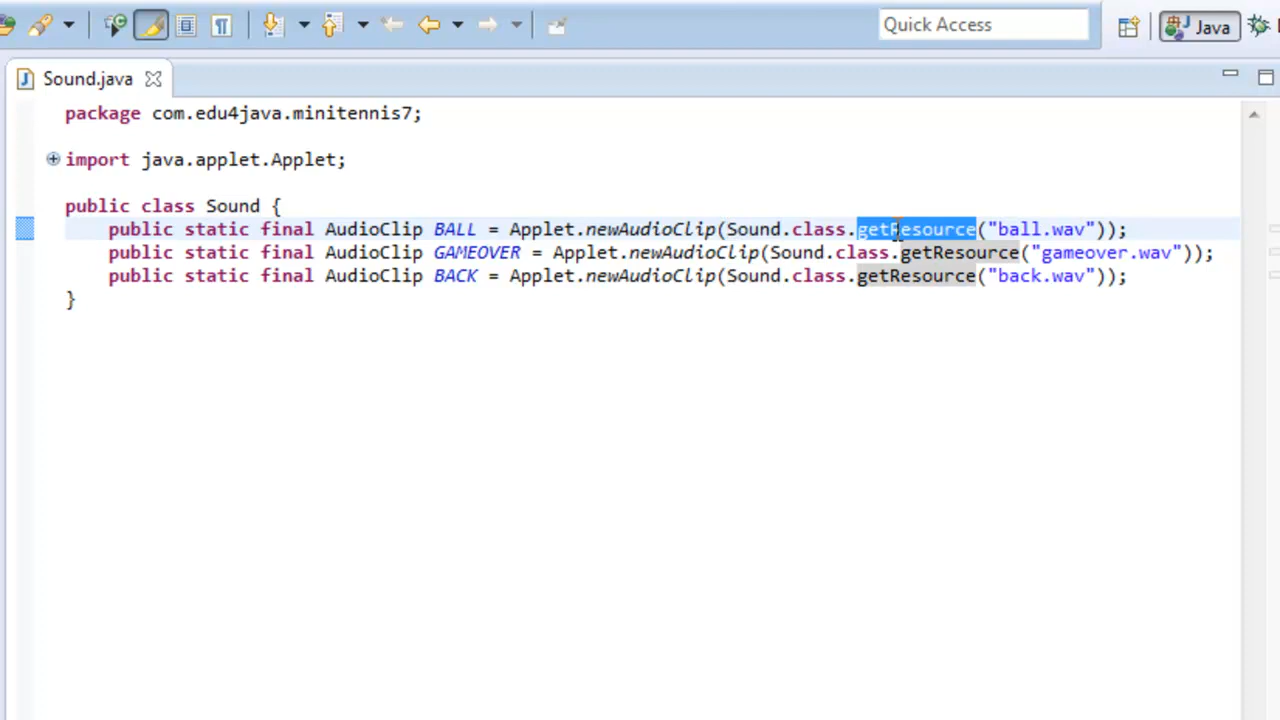 Quick Access
Java
Sound.java
package com.edu4java.minitennis7;
import java.applet.Applet;
public class Sound {
public static final AudioClip BALL = Applet.newAudioClip(Sound.class.getResource("ball.wav"));
public static final AudioClip GAMEOVER = Applet.newAudioClip(Sound.class.getResource("gameover.wav"));
public static final AudioClip BACK = Applet.newAudioClip(Sound.class.getResource("back.wav"));
}